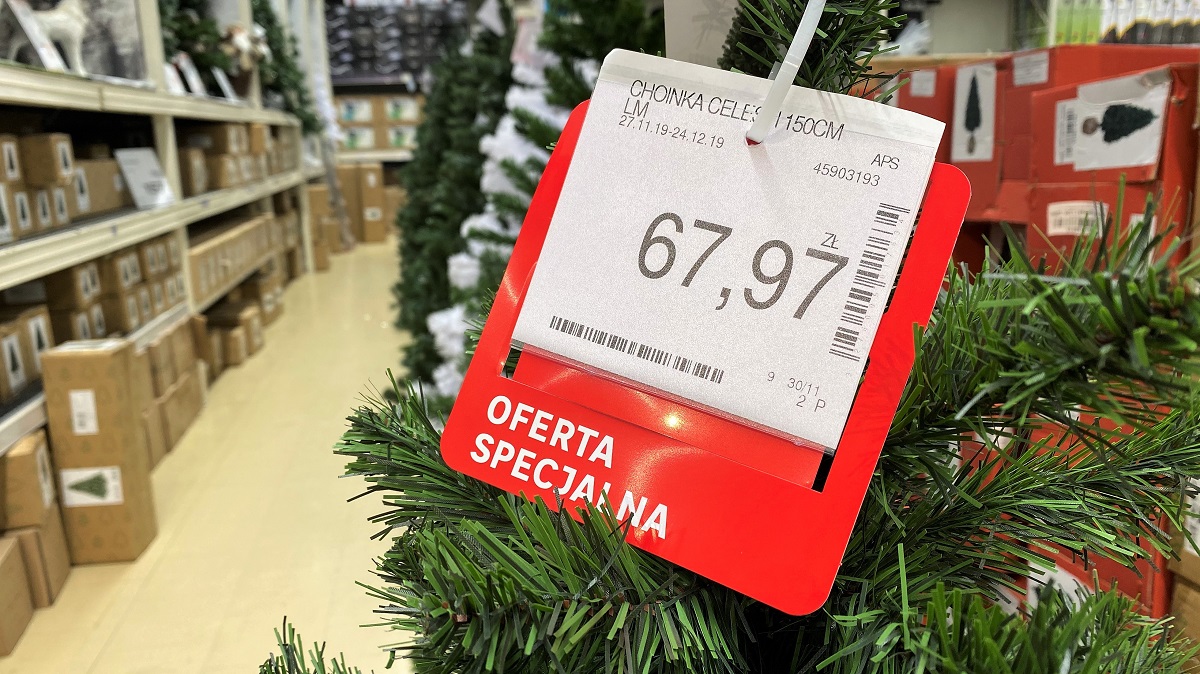 CHOINKA 150CM
LM
27.11.19-24.12.19
APS
45903193
ZŁ
67,97
9 30/11
2 P
OFERTA
SPECJALNA